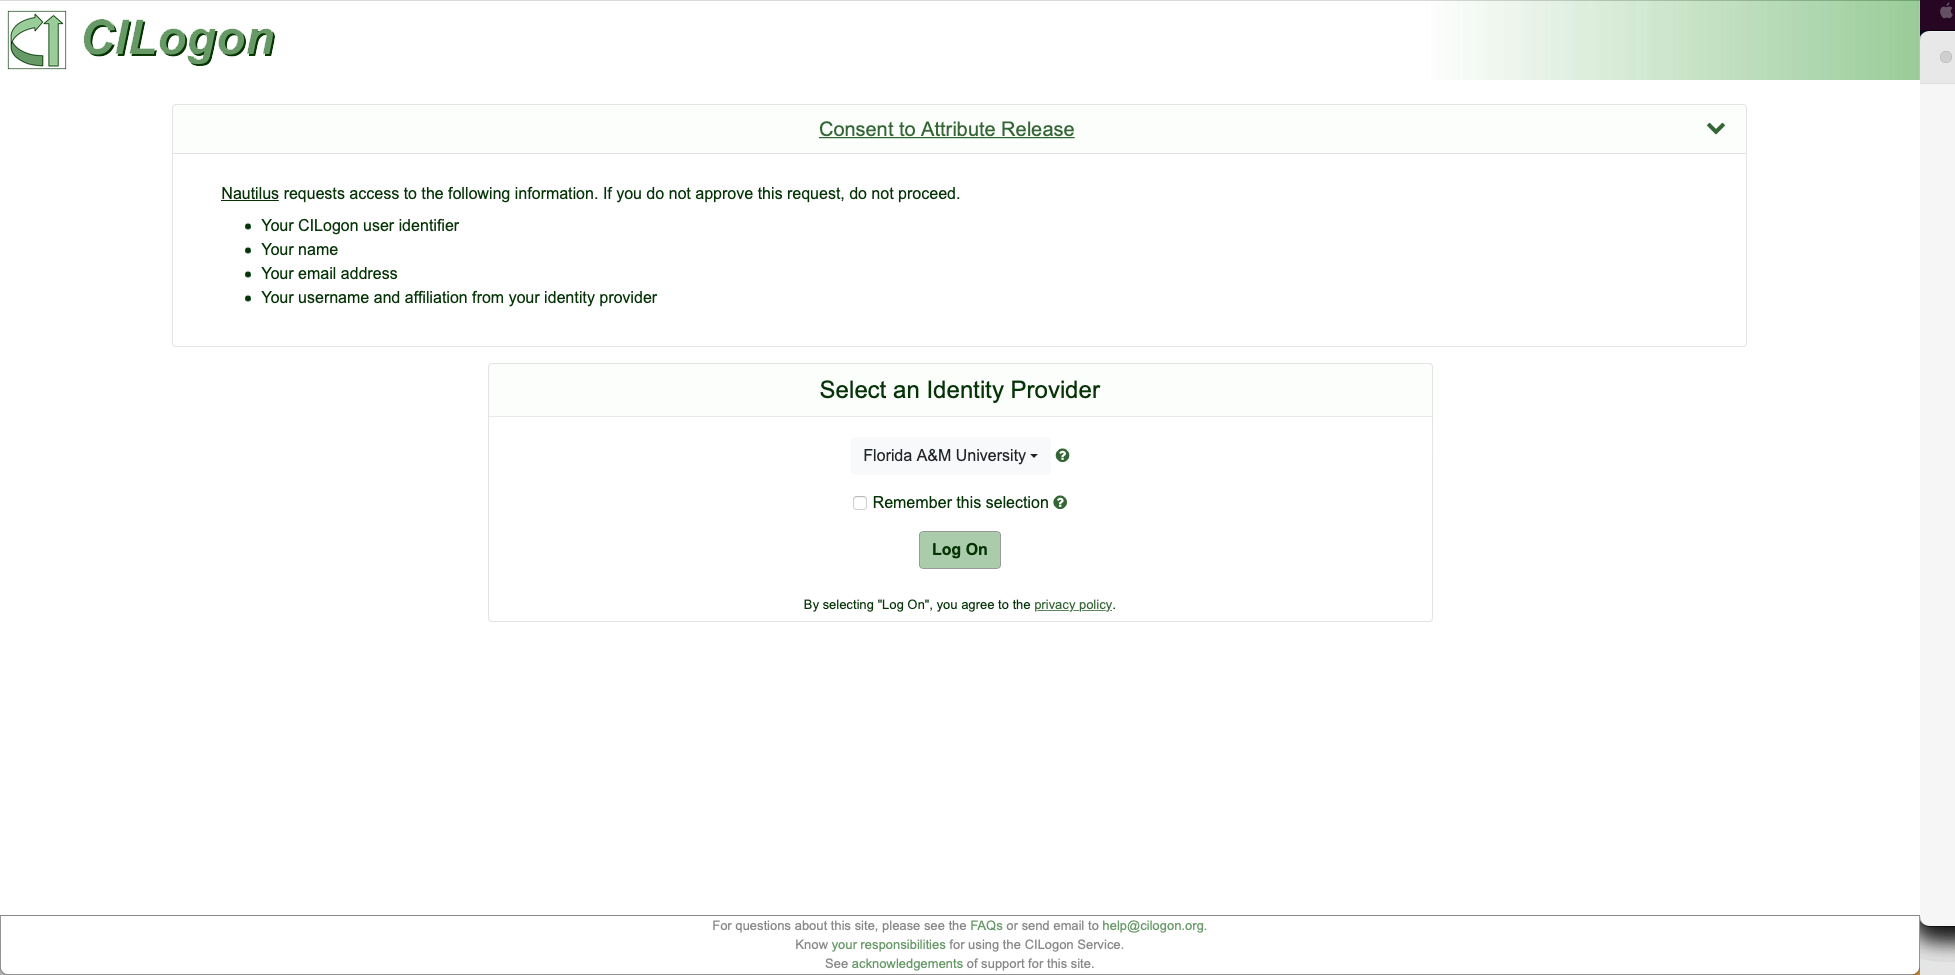 CILogon
Consent to Attribute Release
Nautilus requests access to the following information. If you do not approve this request, do not proceed.
• Your CILogon user identifier
• Your name
• Your email address
• Your username and affiliation from your identity provider
Select an Identity Provider
Florida A&M University
Remember this selection
Log On
By selecting "Log On", you agree to the privacy policy.
For questions about this site, please see the FAQs or send email to help@cilogon.org.
Know your responsibilities for using the CILogon Service.
See acknowledgements of support for this site.